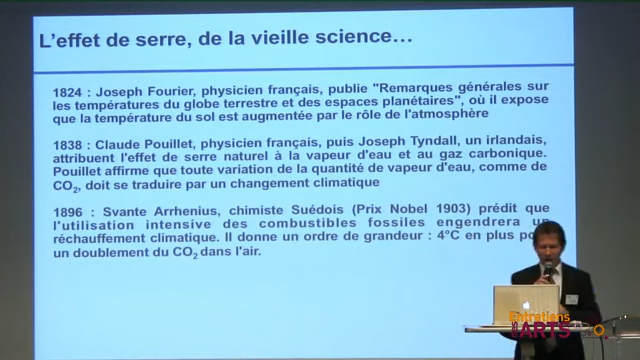 L'effet de serre, de la vieille science…
1824 : Joseph Fourier, physicien français, publie "Remarques générales sur
les températures du globe terrestre et des espaces planétaires", où il expose
que la température du sol est augmentée par le rôle de l'atmosphère
1838 : Claude Pouillet, physicien français, puis Joseph Tyndall, un irlandais,
attribuent l'effet de serre naturel à la vapeur d'eau et au gaz carbonique.
Pouillet affirme que toute variation de la quantité de vapeur d'eau, comme de
CO₂, doit se traduire par un changement climatique
1896 : Svante Arrhenius, chimiste Suédois (Prix Nobel 1903) prédit que
l'utilisation intensive des combustibles fossiles engendrera un
réchauffement climatique. Il donne un ordre de grandeur : 4°C en plus
un doublement du CO₂ dans l'air.
Entretiens
ARTS